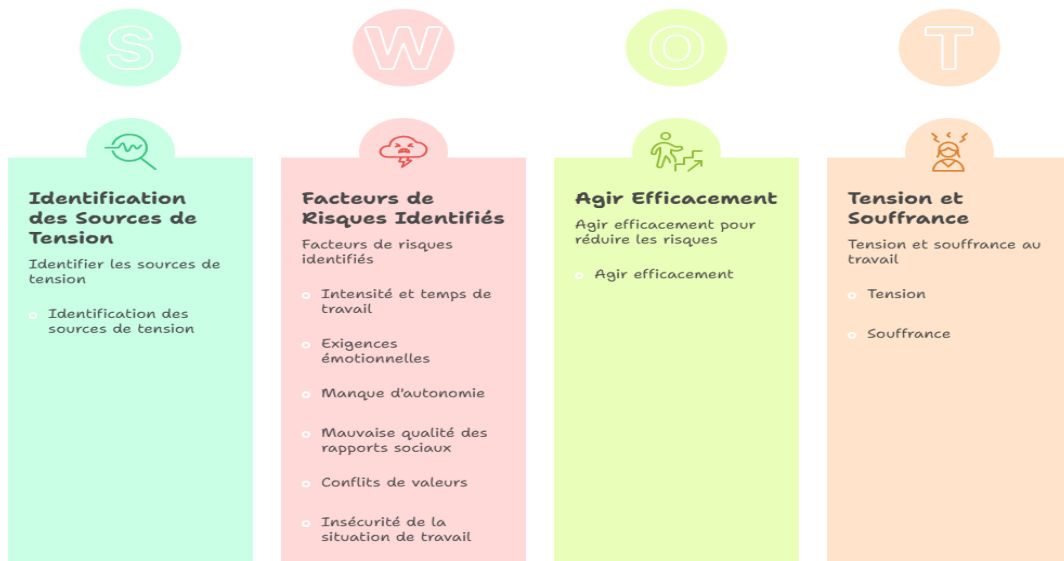 S
W
O
T
Identification
des Sources de
Tension
Identifier les sources de
tension
Identification des
sources de tension
Facteurs de
Risques Identifiés
Facteurs de risques
identifiés
Intensité et temps de
travail
Exigences
émotionnelles
Manque d'autonomie
Mauvaise qualité des
rapports sociaux
Conflits de valeurs
Insécurité de la
situation de travail
Agir Efficacement
Agir efficacement pour
réduire les risques
Agir efficacement
Tension et
Souffrance
Tension et souffrance au
travail
Tension
Souffrance